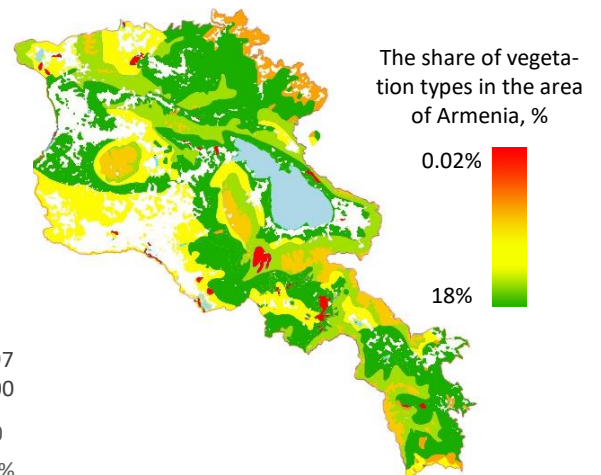 The share of vegeta-
tion types in the area
of Armenia, %
0.02%
18%
%